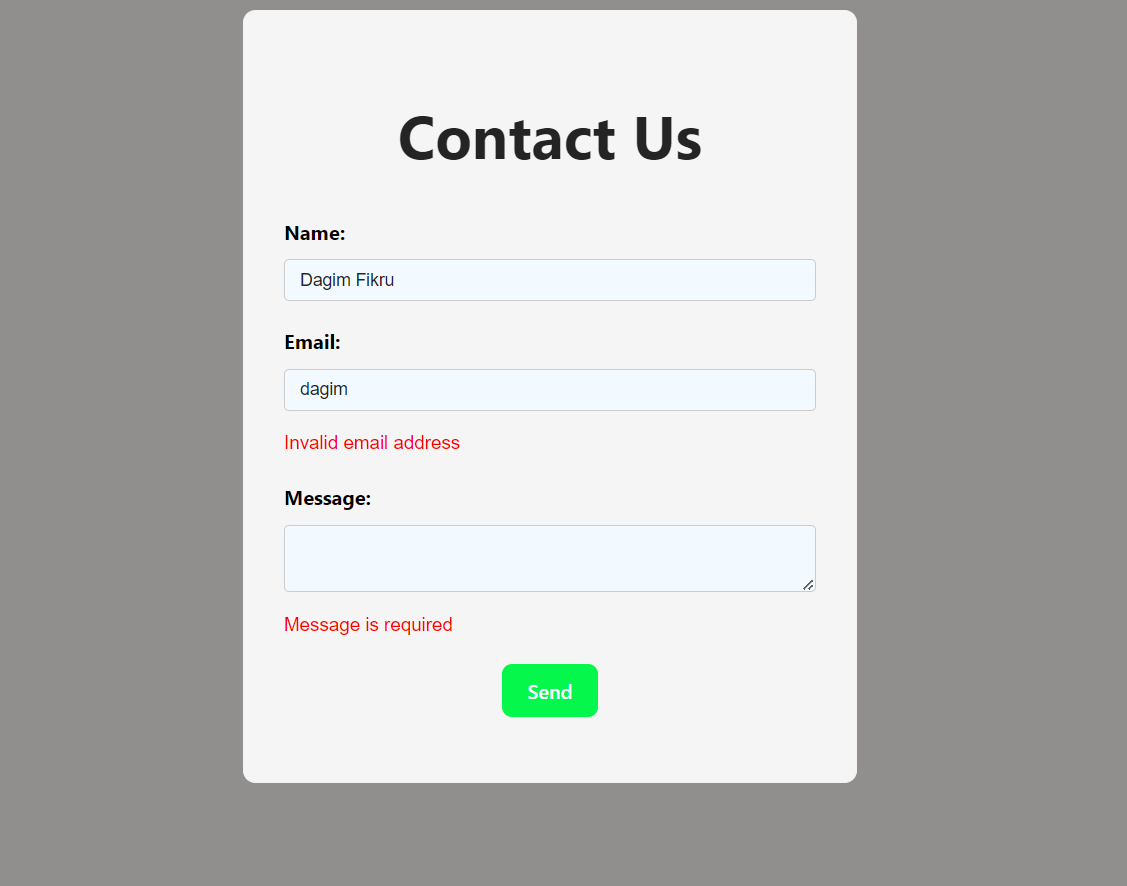 Contact Us
Name:
Dagim Fikru
Email:
dagim
Invalid email address
Message:
Message is required
Send